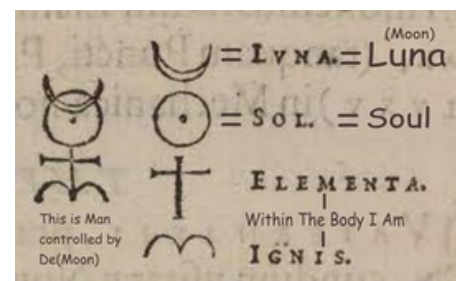 (Moon)
= LVNA. = Luna
= SOL. = Soul
ELEMENTA.
Within The Body I Am
IGNIS.
This is Man
controlled by
De(Moon)